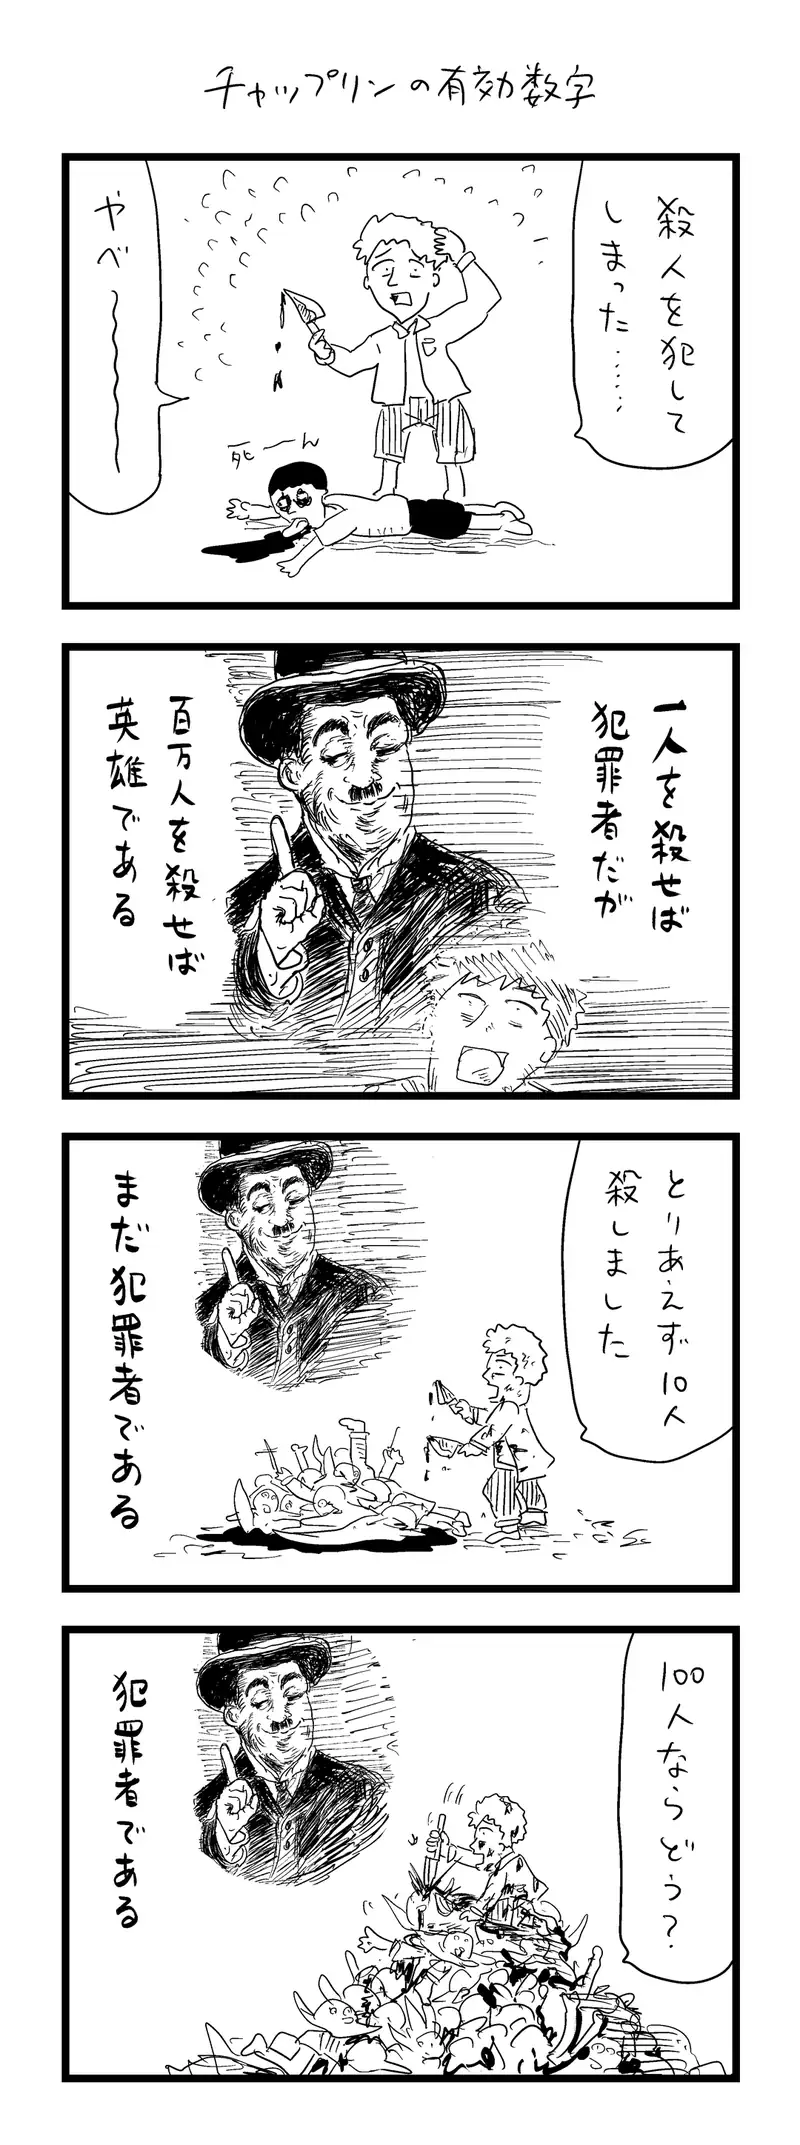 チャップリンの有効数字
殺人を犯して
しまった……
ヤベ〜〜〜
死ーん
一人を殺せば
犯罪者だが
百万人を殺せば
英雄である
とりあえず10人
殺しました
まだ犯罪者である
100人ならどう?
犯罪者である